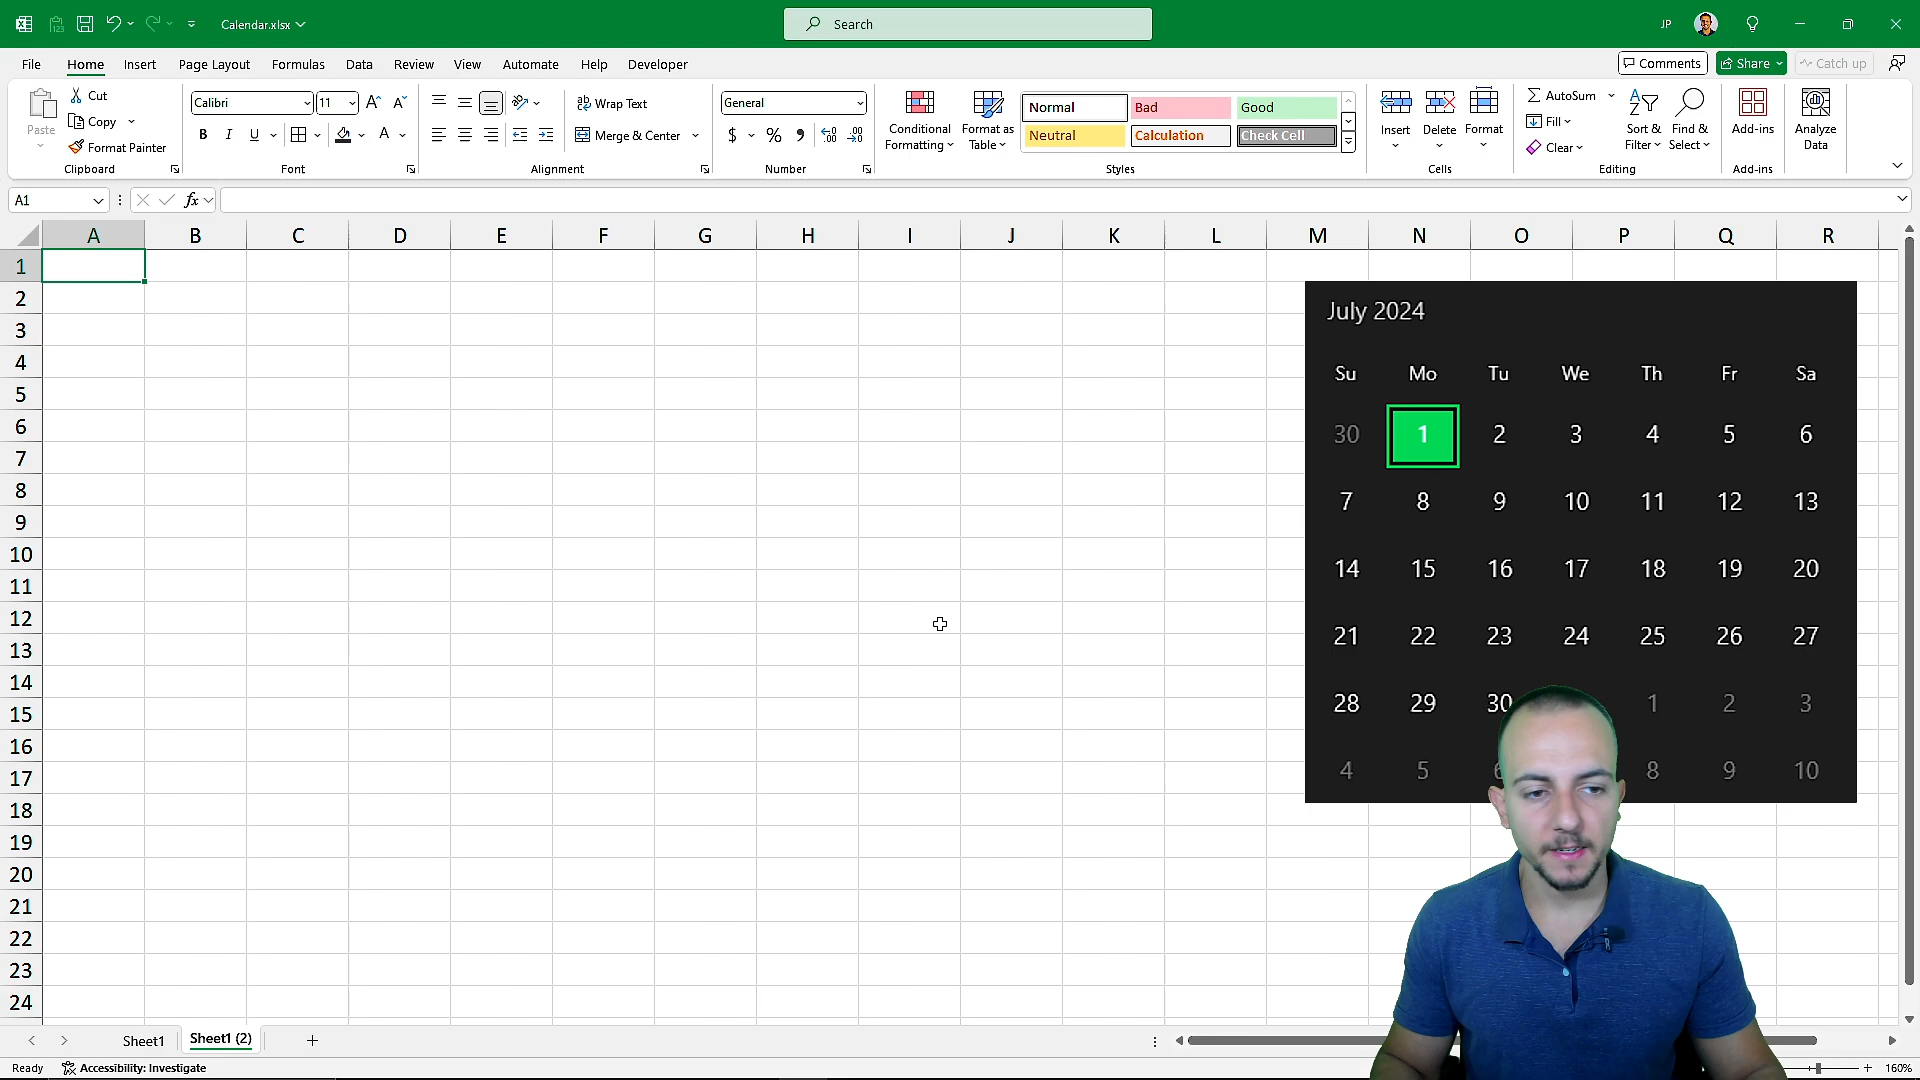 Calendar.xlsx
Search
JP
File Home Insert Page Layout Formulas Data Review View Automate Help Developer
Comments Share Catch up
Paste
Cut
Copy
Format Painter
Clipboard
Calibri 11
B I U A
Font
Wrap Text
Merge & Center
Alignment
General
$ % ,
Number
Conditional Formatting
Format as Table
Normal Bad Good
Neutral Calculation Check Cell
Styles
Insert Delete Format
Cells
AutoSum
Fill
Clear
Sort & Filter
Find & Select
Editing
Add-ins
Add-ins
Analyze Data
A1
fx
A B C D E F G H I J K L M N O P Q R
1
2
3
4
5
6
7
8
9
10
11
12
13
14
15
16
17
18
19
20
21
22
23
24
July 2024
Su Mo Tu We Th Fr Sa
30 1 2 3 4 5 6
7 8 9 10 11 12 13
14 15 16 17 18 19 20
21 22 23 24 25 26 27
28 29 30 1 2 3
4 5 8 9 10
Sheet1 Sheet1 (2)
Ready Accessibility: Investigate
160%